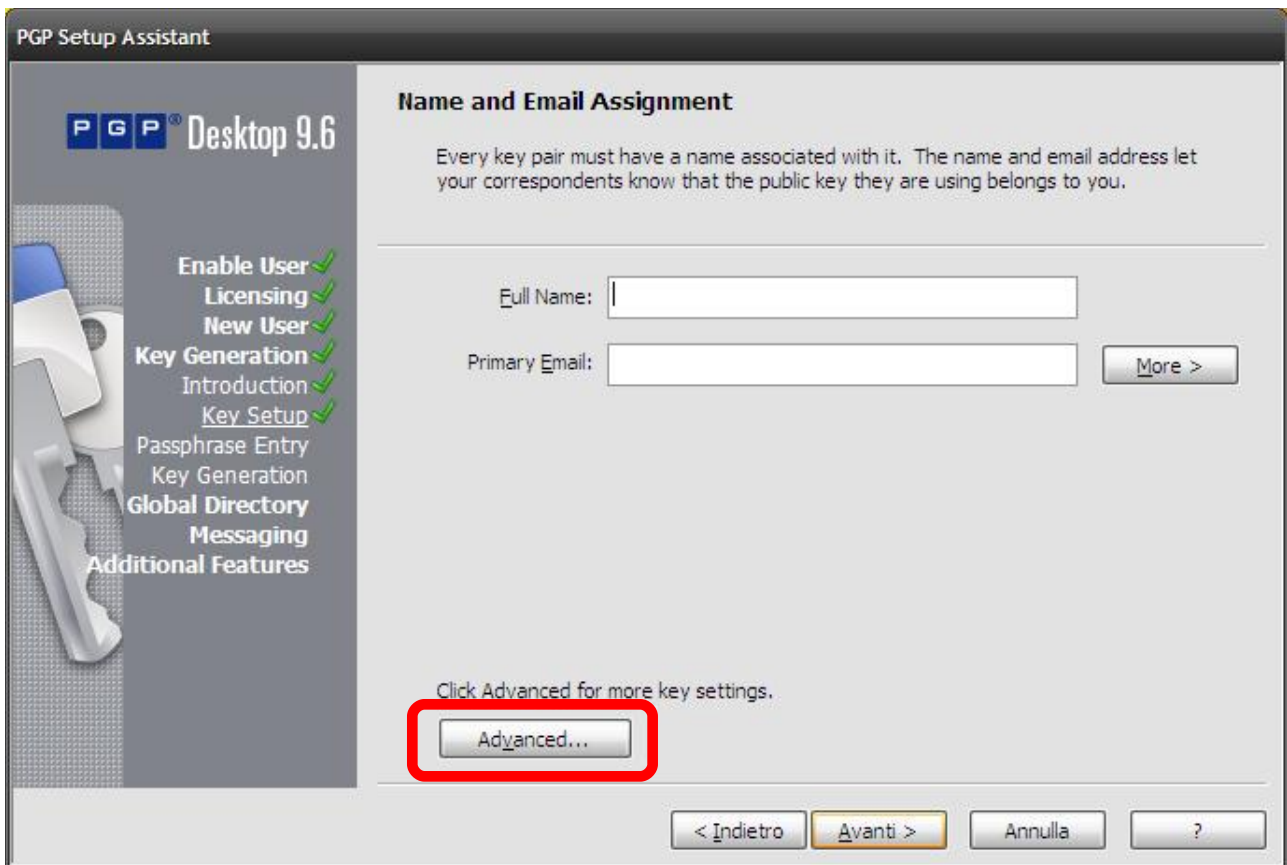 PGP Setup Assistant
PGP® Desktop 9.6
Enable User
Licensing
New User
Key Generation
Introduction
Key Setup
Passphrase Entry
Key Generation
Global Directory
Messaging
Additional Features
Name and Email Assignment
Every key pair must have a name associated with it. The name and email address let
your correspondents know that the public key they are using belongs to you.
Full Name:
Primary Email:
More >
Click Advanced for more key settings.
Advanced...
< Indietro
Avanti >
Annulla
?